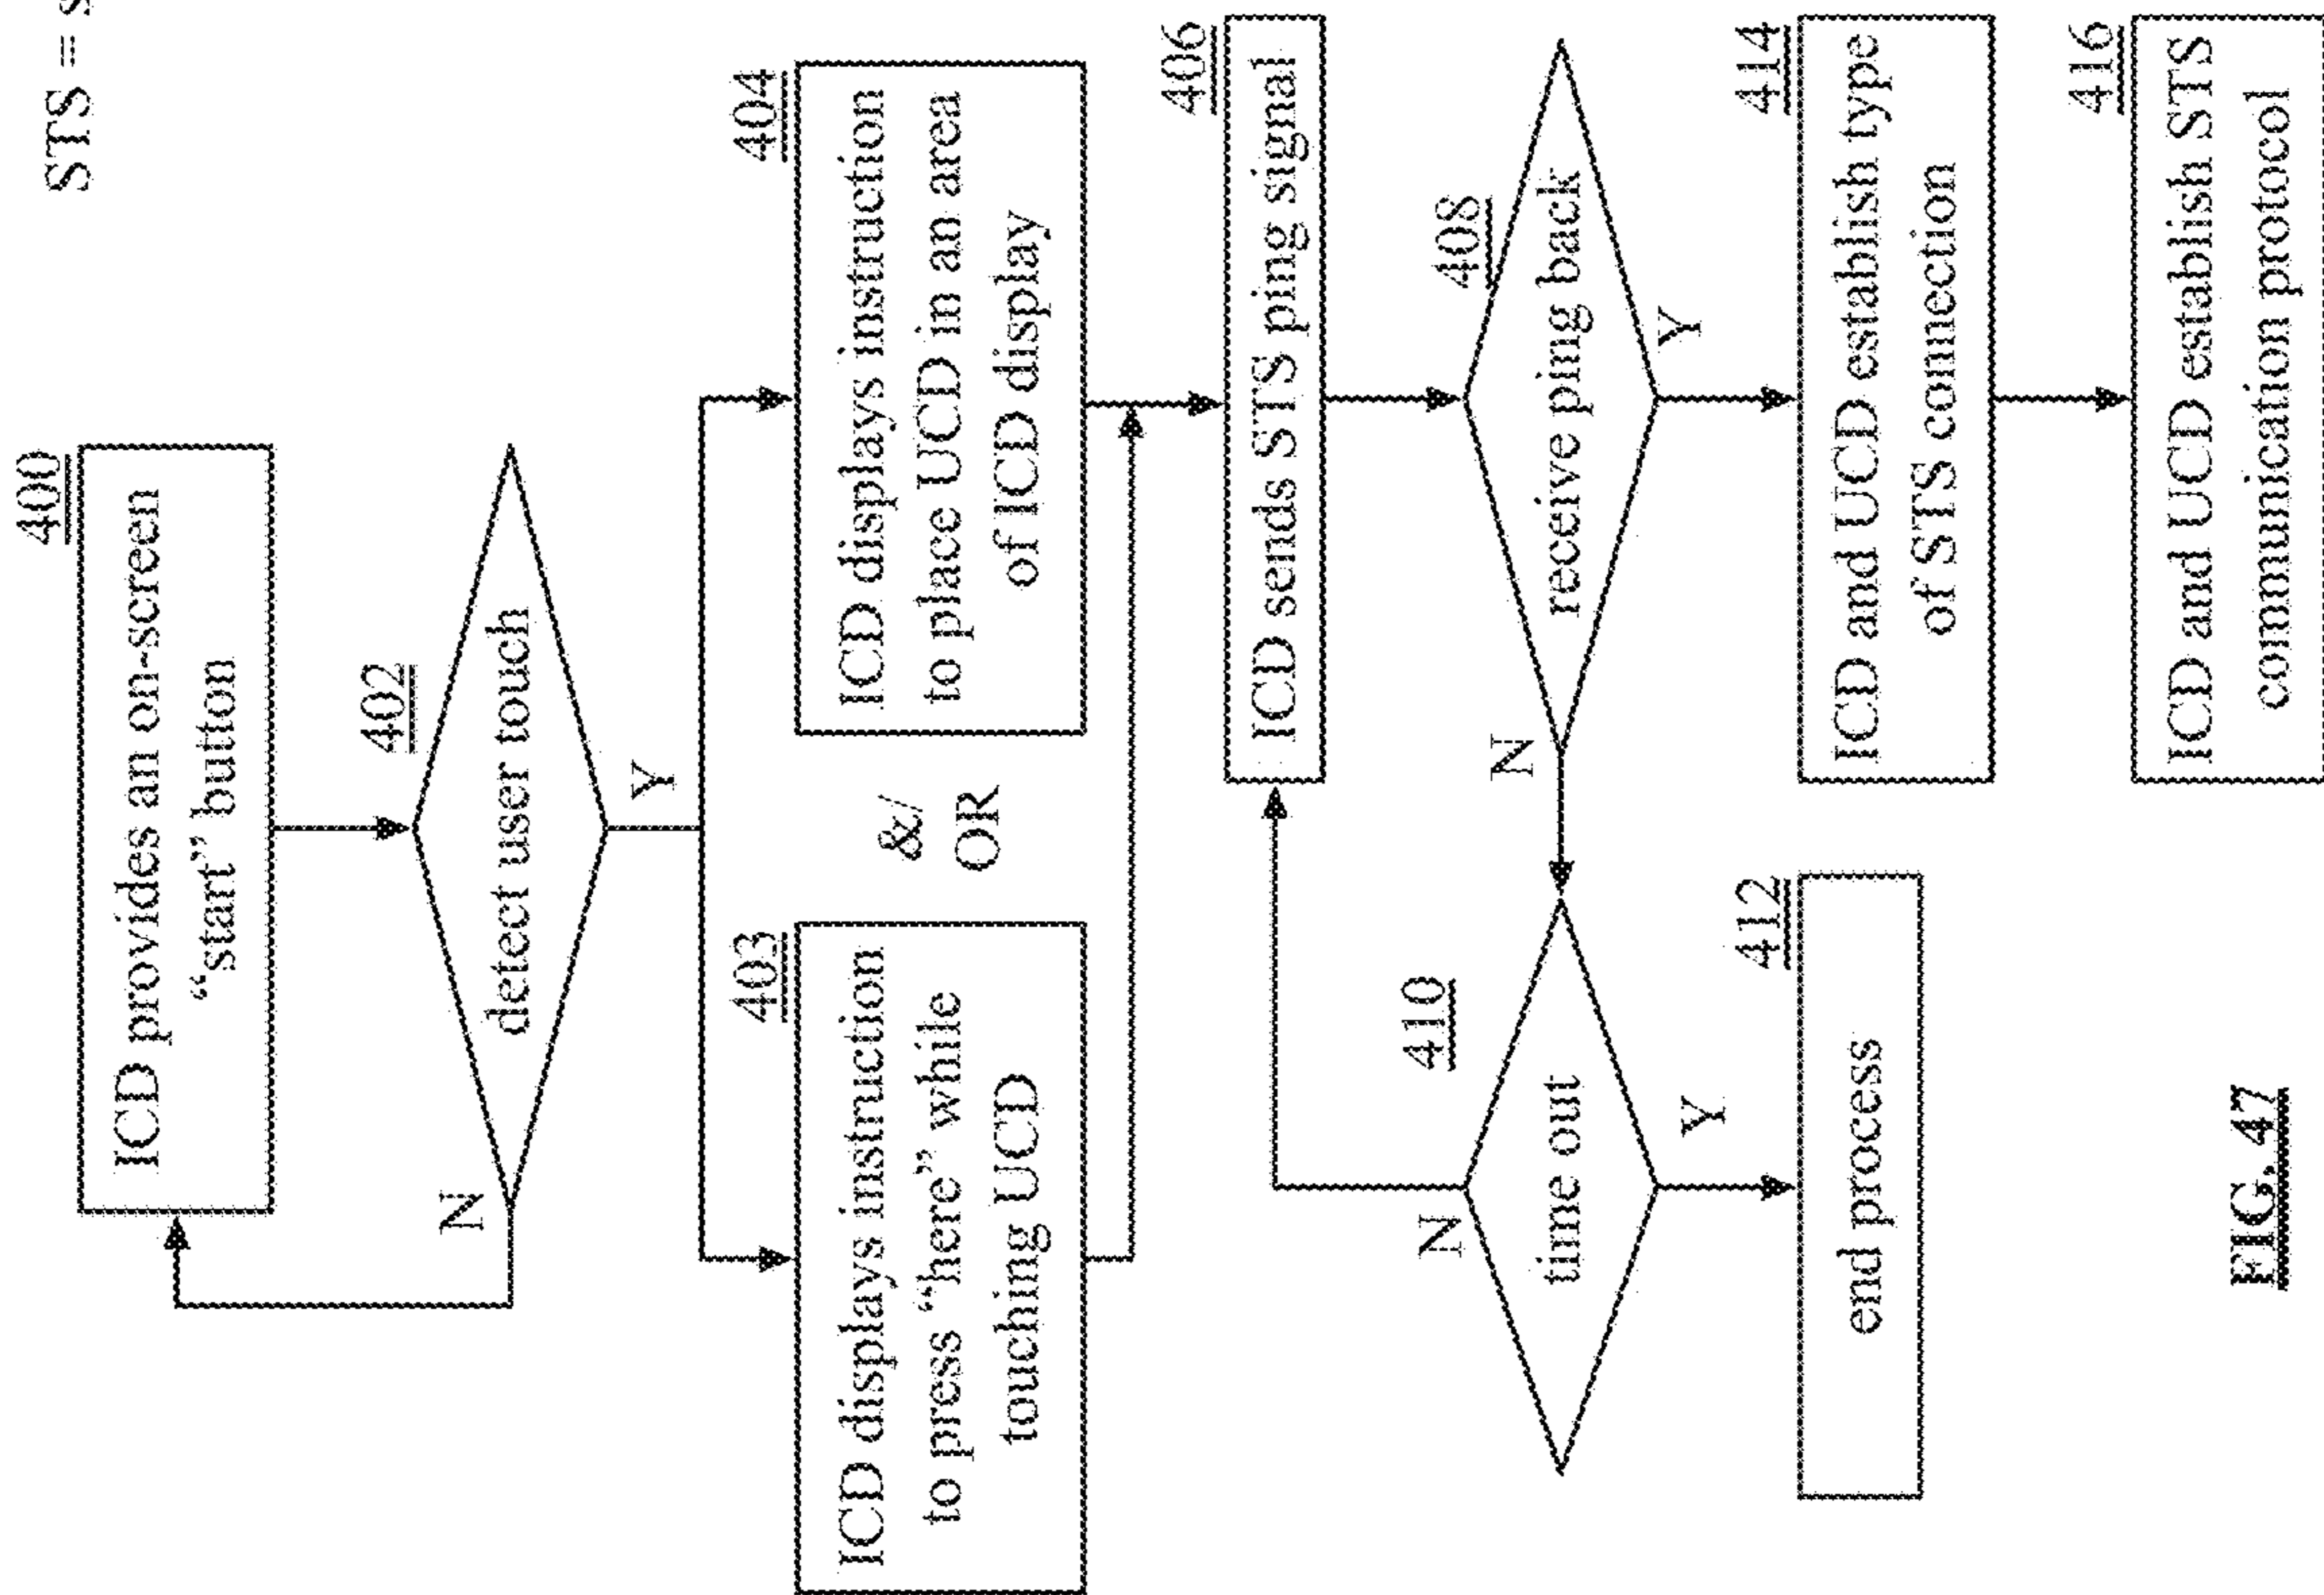 STS =
400
ICD provides an on-screen
“start” button
402
detect user touch
N
Y
403
ICD displays instruction
to press “here” while
touching UCD
&/
OR
404
ICD displays instruction
to place UCD in an area
of ICD display
406
ICD sends STS ping signal
408
receive ping back
N
Y
410
time out
N
Y
412
end process
414
ICD and UCD establish type
of STS connection
416
ICD and UCD establish STS
communication protocol
FIG. 47